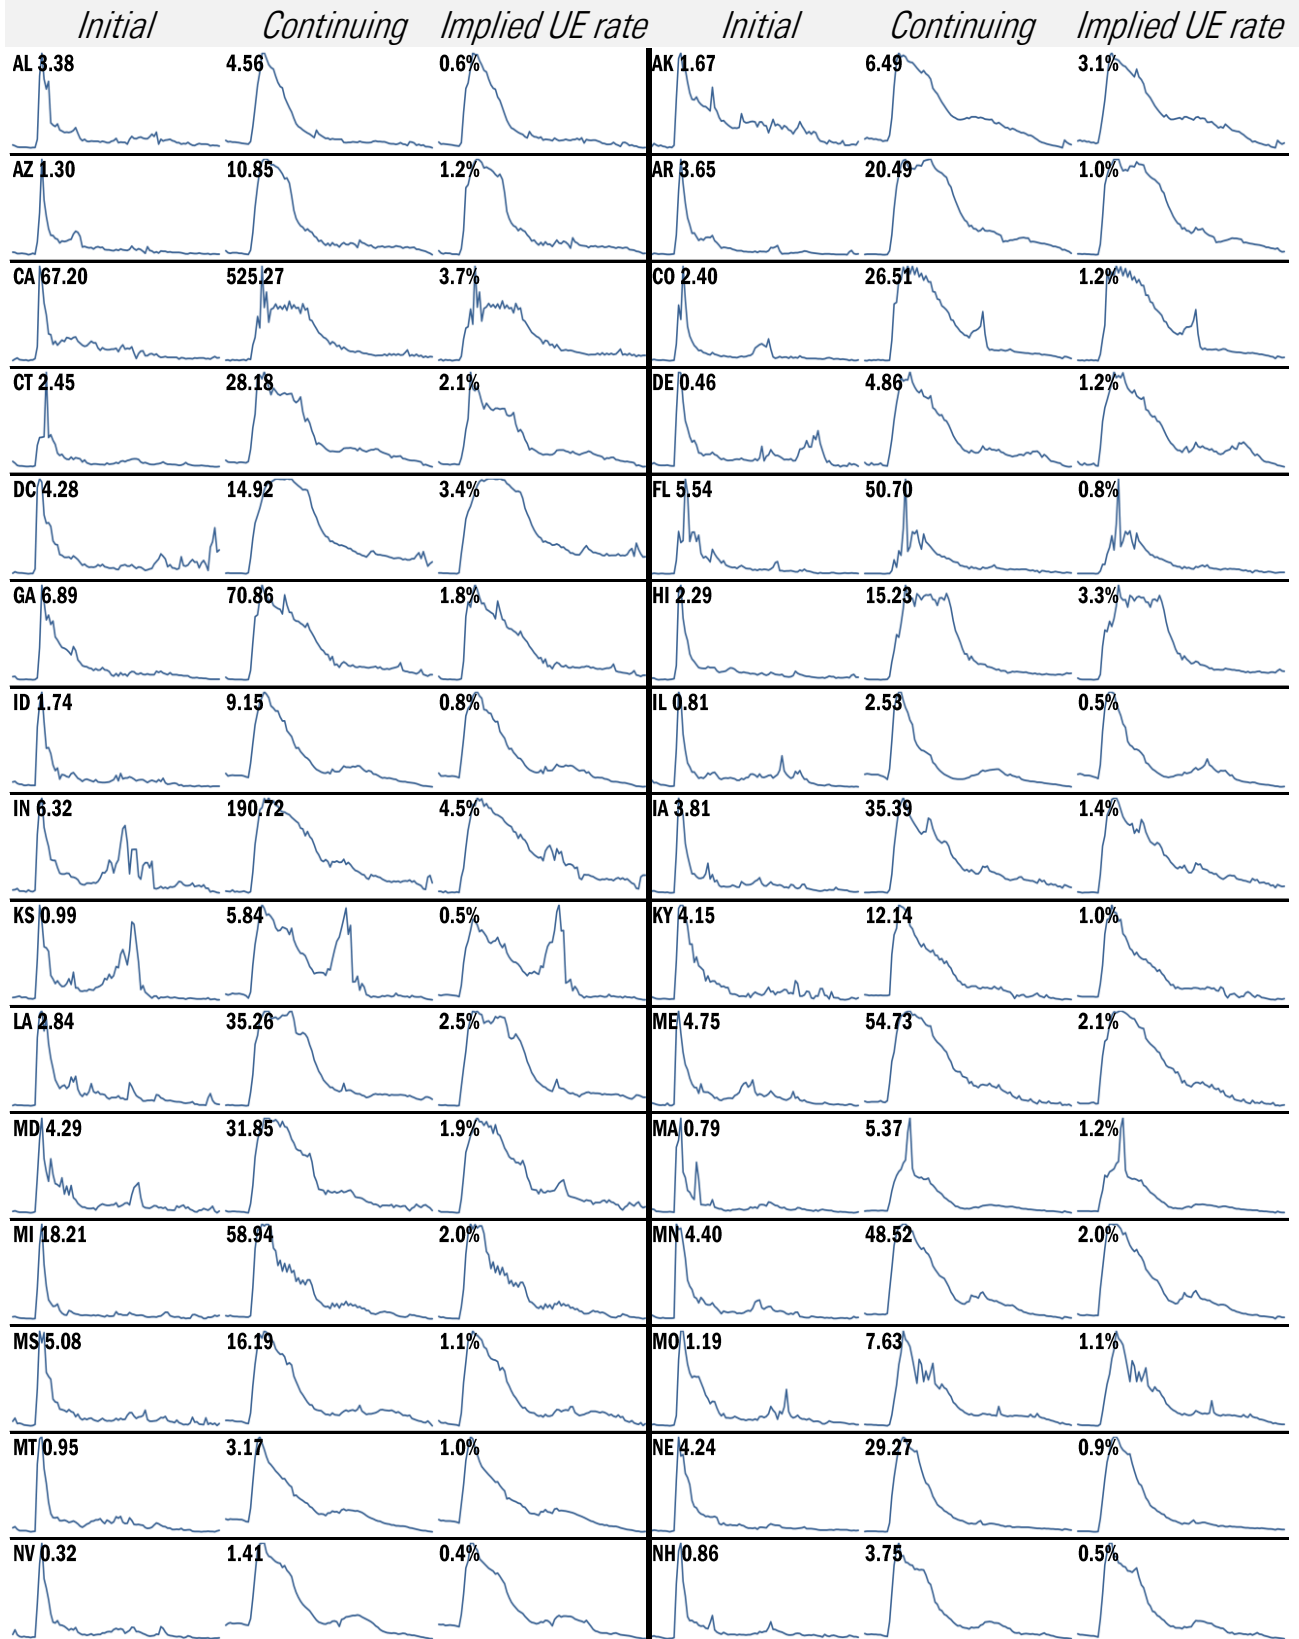 Initial Continuing Implied UE rate Initial Continuing Implied UE rate
AL 3.38 4.56 0.6% AK 1.67 6.49 3.1%
AZ 1.30 10.85 1.2% AR 3.65 20.49 1.0%
CA 67.20 525.27 3.7% CO 2.40 26.51 1.2%
CT 2.45 28.18 2.1% DE 0.46 4.86 1.2%
DC 4.28 14.92 3.4% FL 5.54 50.70 0.8%
GA 6.89 70.86 1.8% HI 2.29 15.23 3.3%
ID 1.74 9.15 0.8% IL 0.81 2.53 0.5%
IN 6.32 190.72 4.5% IA 3.81 35.39 1.4%
KS 0.99 5.84 0.5% KY 4.15 12.14 1.0%
LA 2.84 35.26 2.5% ME 4.75 54.73 2.1%
MD 4.29 31.85 1.9% MA 0.79 5.37 1.2%
MI 18.21 58.94 2.0% MN 4.40 48.52 2.0%
MS 5.08 16.19 1.1% MO 1.19 7.63 1.1%
MT 0.95 3.17 1.0% NE 4.24 29.27 0.9%
NV 0.32 1.41 0.4% NH 0.86 3.75 0.5%